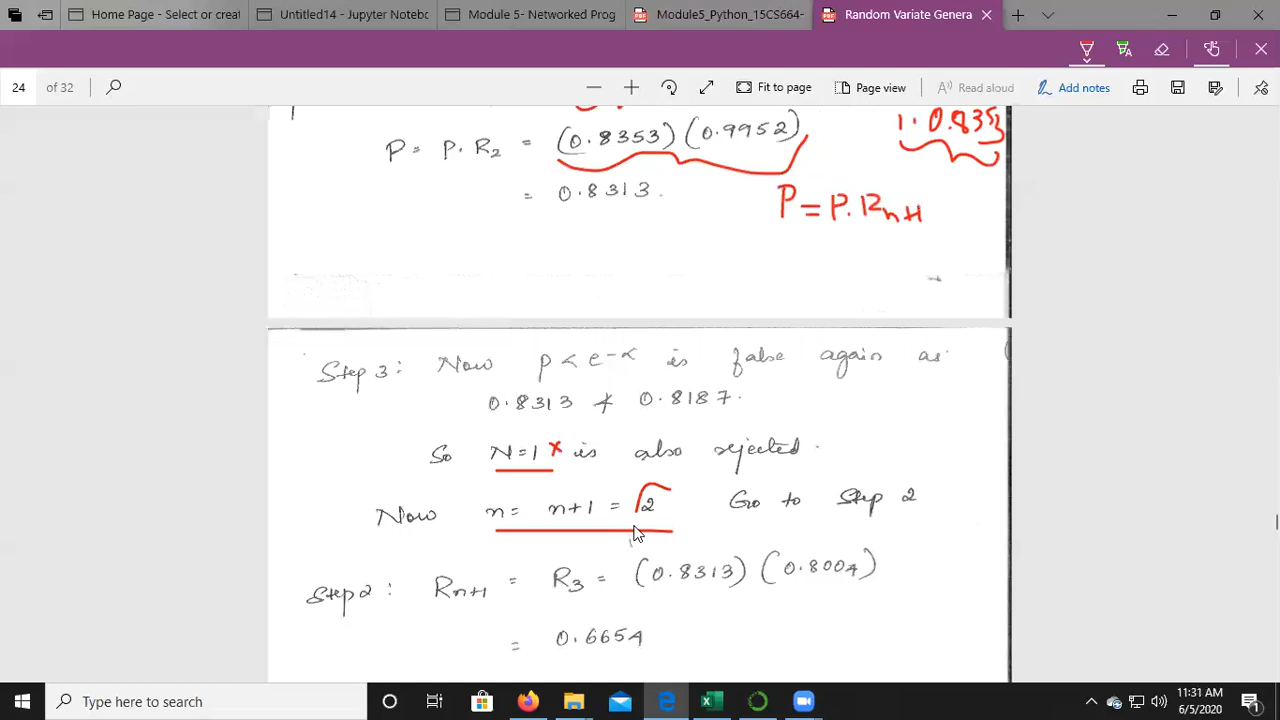 Home Page - Select or creat
Untitled14 - Jupyter Notebo
Module 5 - Networked Prog
Module5_Python_15CS664-
Random Variate Genera
24 of 32
Fit to page
Page view
Read aloud
Add notes
P = P. R2 = (0.8353) (0.9952)
1. 0.8353
= 0.8313.
P = P. Rn+1
Step 3: Now P < e-α is false again as
0.8313 ≮ 0.8187.
So N=1 x is also rejected.
Now n = n+1 = 2 Go to Step 2
Step 2: Rn+1 = R3 = (0.8313) (0.8004)
= 0.6654
Type here to search
11:31 AM
6/5/2020